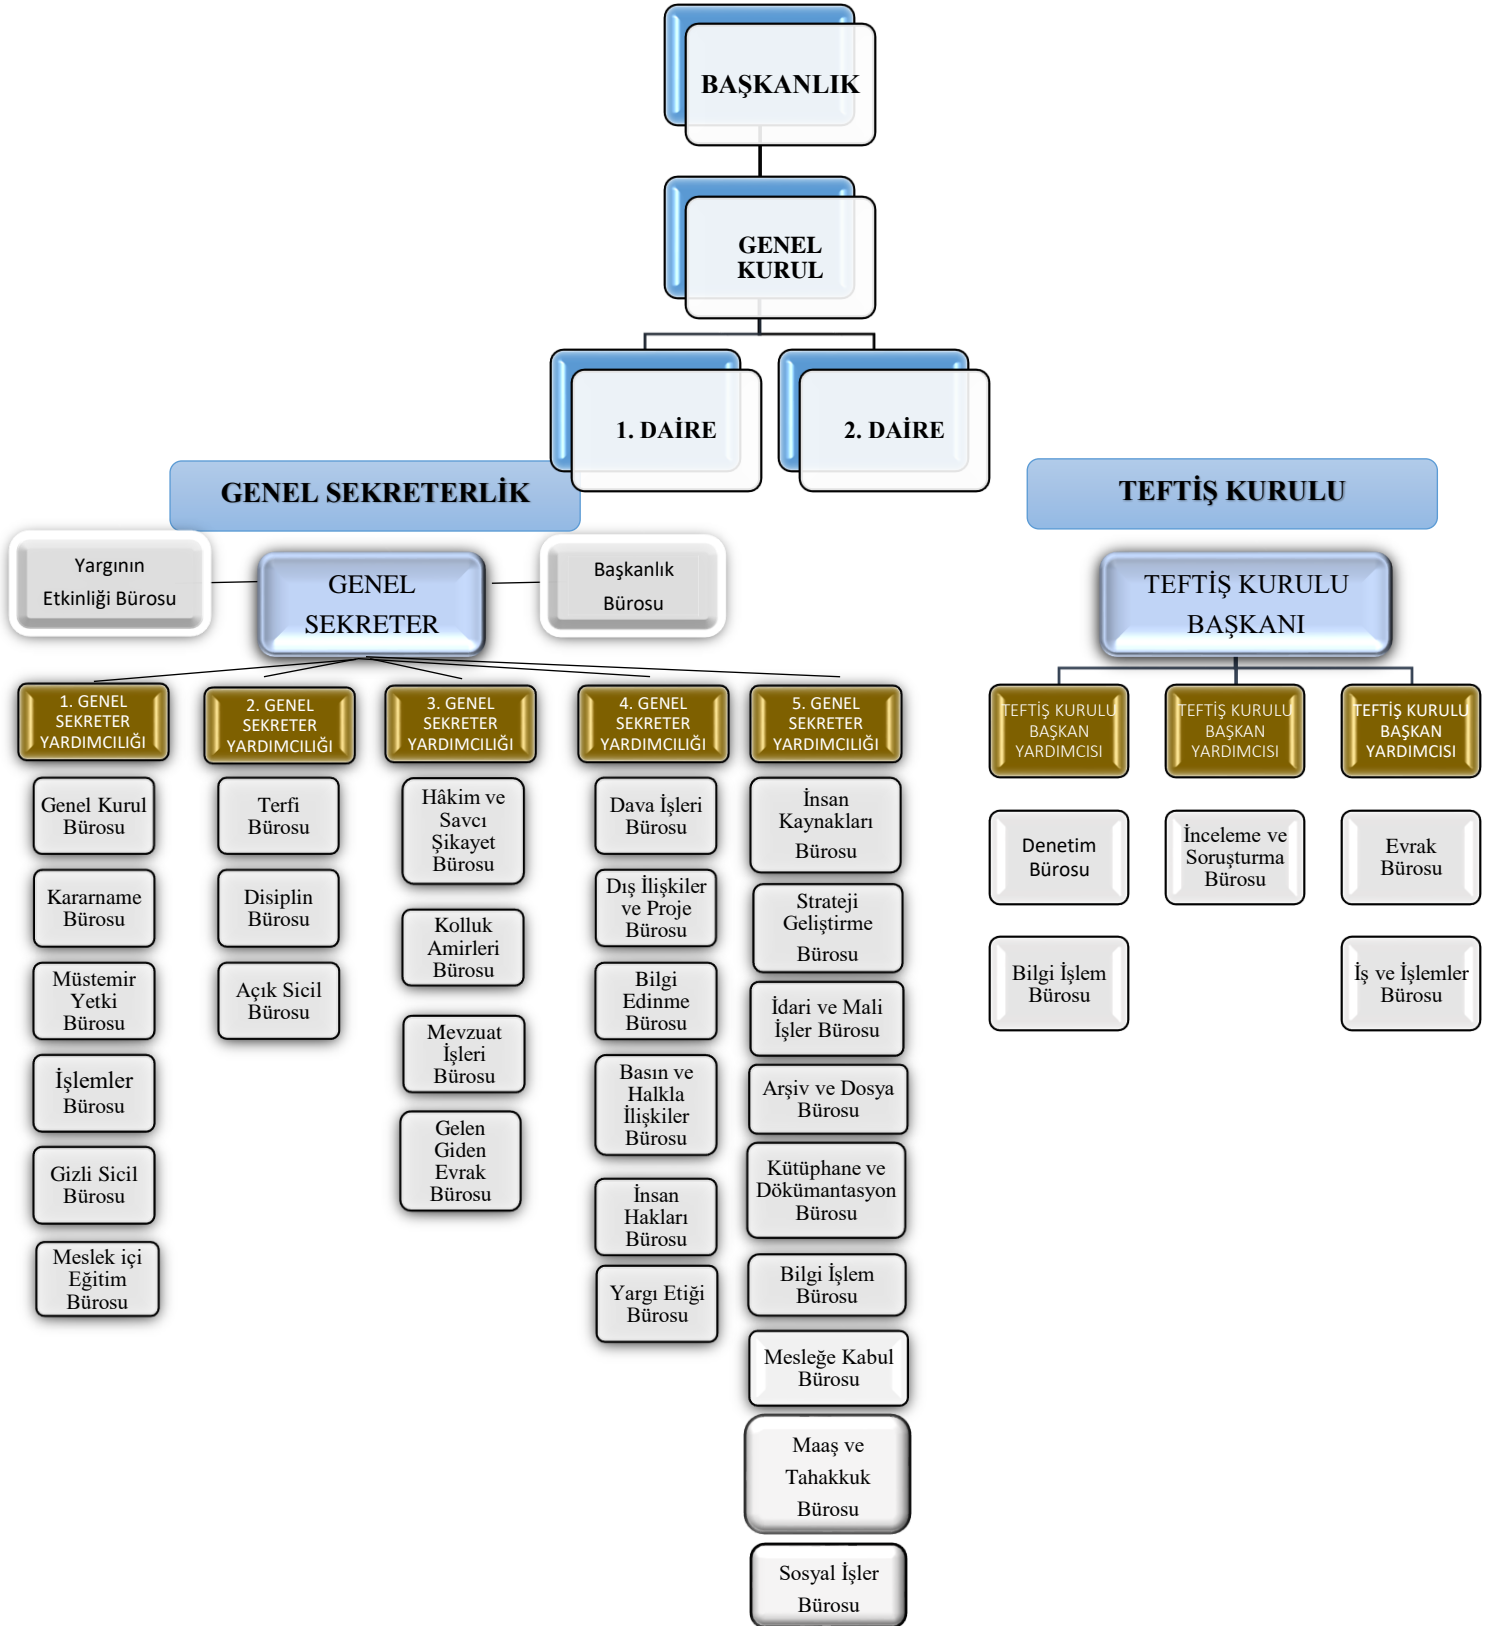 BAŞKANLIK
GENEL
KURUL
1. DAİRE
2. DAİRE
GENEL SEKRETERLİK
TEFTİŞ KURULU
Yargının
Etkinliği Bürosu
GENEL
SEKRETER
Başkanlık
Bürosu
TEFTİŞ KURULU
BAŞKANI
1. GENEL
SEKRETER
YARDIMCILIĞI
2. GENEL
SEKRETER
YARDIMCILIĞI
3. GENEL
SEKRETER
YARDIMCILIĞI
4. GENEL
SEKRETER
YARDIMCILIĞI
5. GENEL
SEKRETER
YARDIMCILIĞI
TEFTİŞ KURULU
BAŞKAN
YARDIMCISI
TEFTİŞ KURULU
BAŞKAN
YARDIMCISI
TEFTİŞ KURULU
BAŞKAN
YARDIMCISI
Genel Kurul
Bürosu
Kararname
Bürosu
Müstemir
Yetki
Bürosu
İşlemler
Bürosu
Gizli Sicil
Bürosu
Meslek içi
Eğitim
Bürosu
Terfi
Bürosu
Disiplin
Bürosu
Açık Sicil
Bürosu
Hâkim ve
Savcı
Şikayet
Bürosu
Kolluk
Amirleri
Bürosu
Mevzuat
İşleri
Bürosu
Gelen
Giden
Evrak
Bürosu
Dava İşleri
Bürosu
Dış İlişkiler
ve Proje
Bürosu
Bilgi
Edinme
Bürosu
Basın ve
Halkla
İlişkiler
Bürosu
İnsan
Hakları
Bürosu
Yargı Etiği
Bürosu
İnsan
Kaynakları
Bürosu
Strateji
Geliştirme
Bürosu
İdari ve Mali
İşler Bürosu
Arşiv ve Dosya
Bürosu
Kütüphane ve
Dökümantasyon
Bürosu
Bilgi İşlem
Bürosu
Mesleğe Kabul
Bürosu
Maaş ve
Tahakkuk
Bürosu
Sosyal İşler
Bürosu
Denetim
Bürosu
Bilgi İşlem
Bürosu
İnceleme ve
Soruşturma
Bürosu
Evrak
Bürosu
İş ve İşlemler
Bürosu